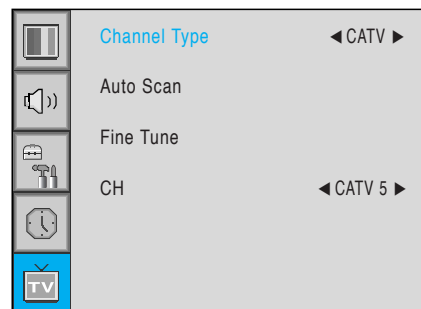 Channel Type ◀ CATV ▶
Auto Scan
Fine Tune
CH ◀ CATV 5 ▶
TV